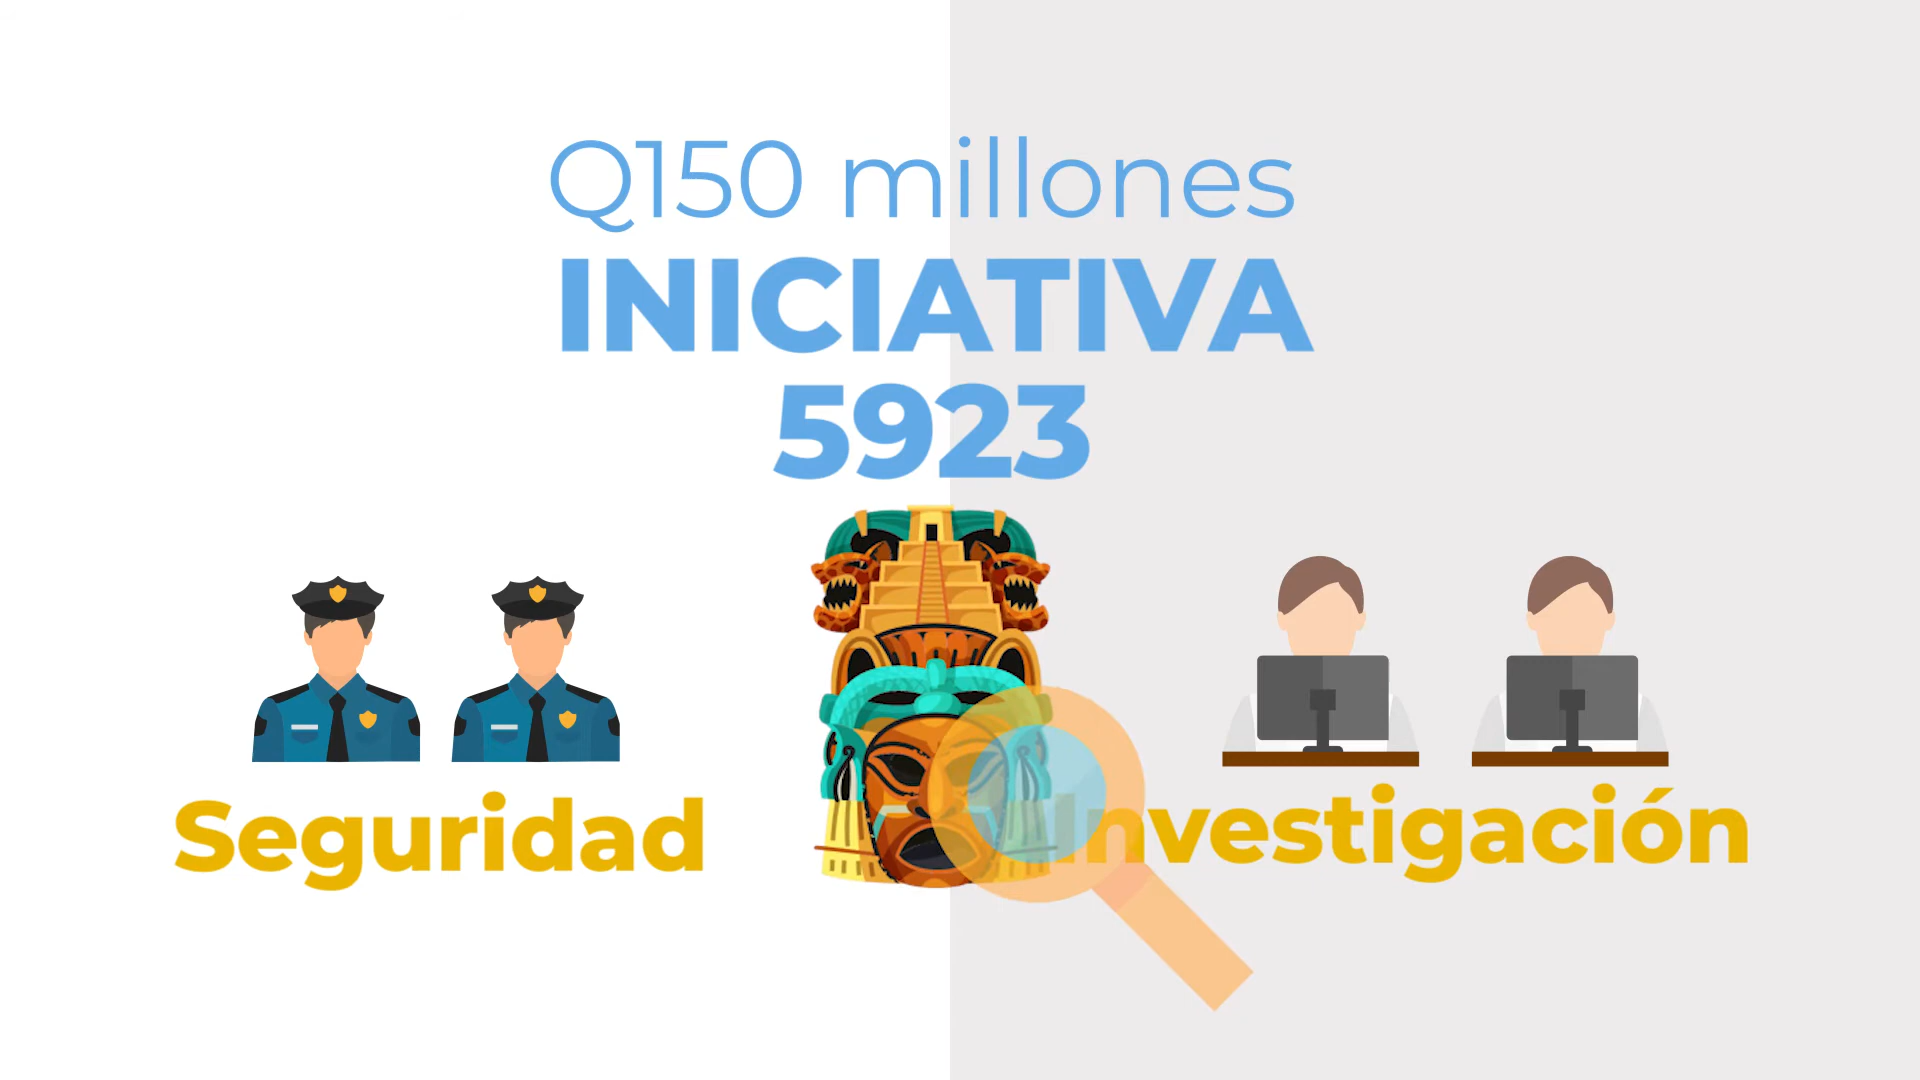 Q150 millones
INICIATIVA
5923
Seguridad
Investigación